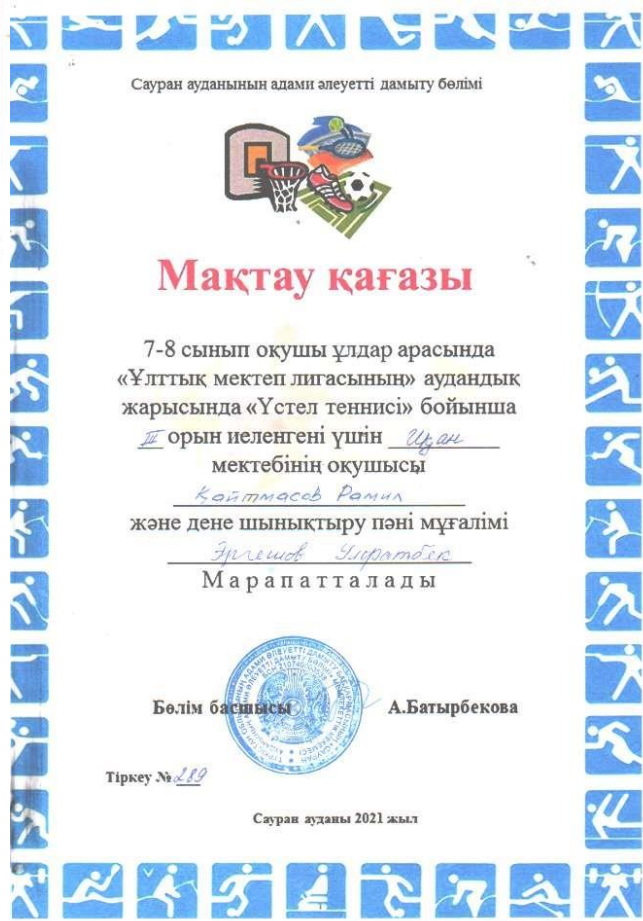 Сауран ауданының адами әлеуетті дамыту бөлімі
Мақтау қағазы
7-8 сынып оқушы ұлдар арасында
«Ұлттық мектеп лигасының» аудандық
жарысында «Үстел теннисі» бойынша
III орын иеленгені үшін Иқан
мектебінің оқушысы
Қайтмасов Рамил
және дене шынықтыру пәні мұғалімі
Эргешов
Марапатталады
Бөлім басшысы А.Батырбекова
Тіркеу № 289
Сауран ауданы 2021 жыл